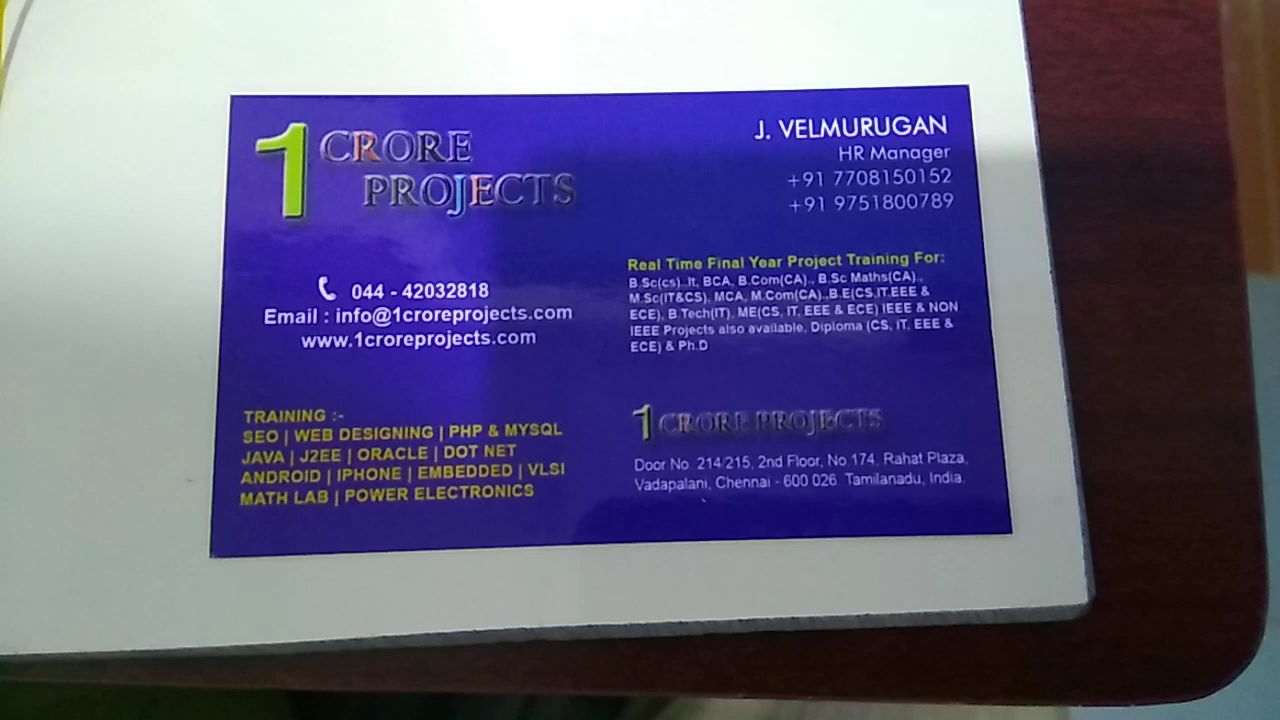 1 CRORE
PROJECTS
J. VELMURUGAN
HR Manager
+91 7708150152
+91 9751800789
044 - 42032818
Email : info@1croreprojects.com
www.1croreprojects.com
Real Time Final Year Project Training For:
B.Sc(cs)..It, BCA, B.Com(CA)., B.Sc Maths(CA).,
M.Sc(IT&CS), MCA, M.Com(CA).,B.E(CS,IT,EEE &
ECE), B.Tech(IT), ME(CS, IT, EEE & ECE) IEEE & NON
IEEE Projects also available, Diploma (CS, IT, EEE &
ECE) & Ph.D
TRAINING :-
SEO | WEB DESIGNING | PHP & MYSQL
JAVA | J2EE | ORACLE | DOT NET
ANDROID | IPHONE | EMBEDDED | VLSI
MATH LAB | POWER ELECTRONICS
1 CRORE PROJECTS
Door No. 214/215, 2nd Floor, No.174, Rahat Plaza,
Vadapalani, Chennai - 600 026. Tamilanadu, India.